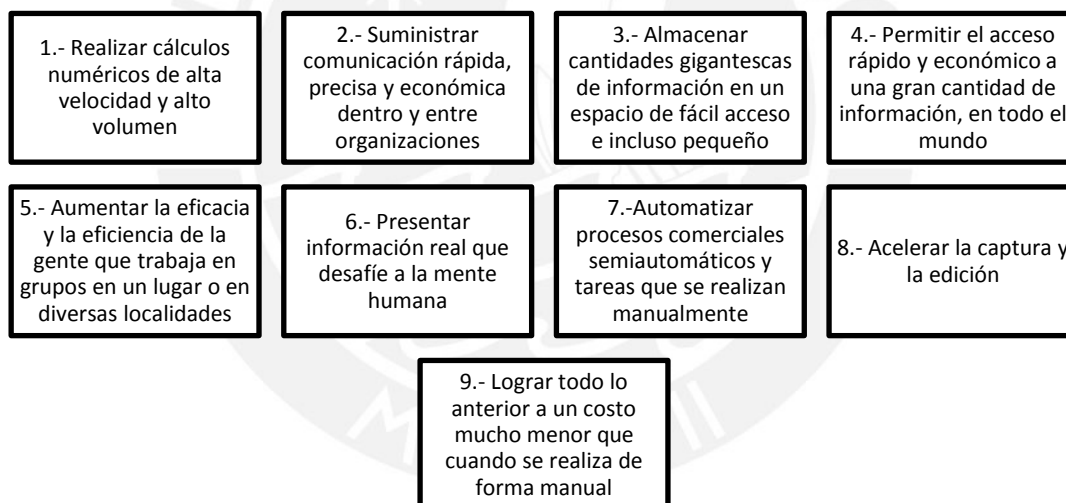 1.- Realizar cálculos
numéricos de alta
velocidad y alto
volumen
2.- Suministrar
comunicación rápida,
precisa y económica
dentro y entre
organizaciones
3.- Almacenar
cantidades gigantescas
de información en un
espacio de fácil acceso
e incluso pequeño
4.- Permitir el acceso
rápido y económico a
una gran cantidad de
información, en todo el
mundo
5.- Aumentar la eficacia
y la eficiencia de la
gente que trabaja en
grupos en un lugar o en
diversas localidades
6.- Presentar
información real que
desafíe a la mente
humana
7.-Automatizar
procesos comerciales
semiautomáticos y
tareas que se realizan
manualmente
8.- Acelerar la captura y
la edición
9.- Lograr todo lo
anterior a un costo
mucho menor que
cuando se realiza de
forma manual